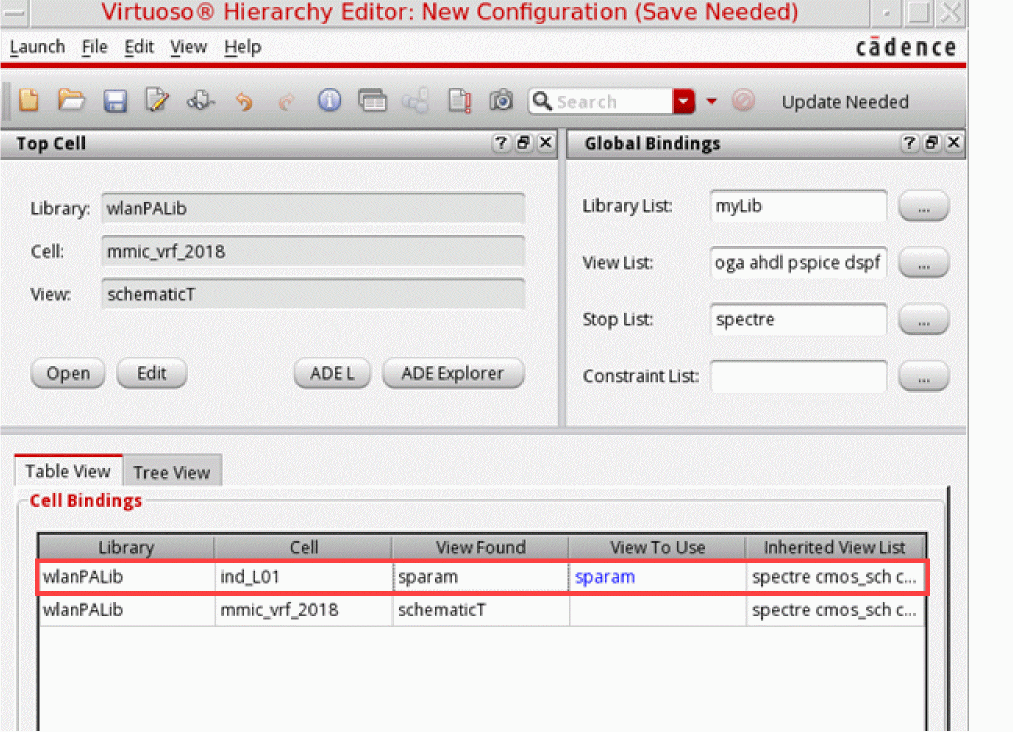 Virtuoso® Hierarchy Editor: New Configuration (Save Needed)
Launch File Edit View Help
cādence
Search
Update Needed
Top Cell
Library: wlanPALib
Cell: mmic_vrf_2018
View: schematicT
Open Edit ADE L ADE Explorer
Global Bindings
Library List: myLib ...
View List: oga ahdl pspice dspf ...
Stop List: spectre ...
Constraint List: ...
Table View Tree View
Cell Bindings
Library Cell View Found View To Use Inherited View List
wlanPALib ind_L01 sparam sparam spectre cmos_sch c...
wlanPALib mmic_vrf_2018 schematicT spectre cmos_sch c...